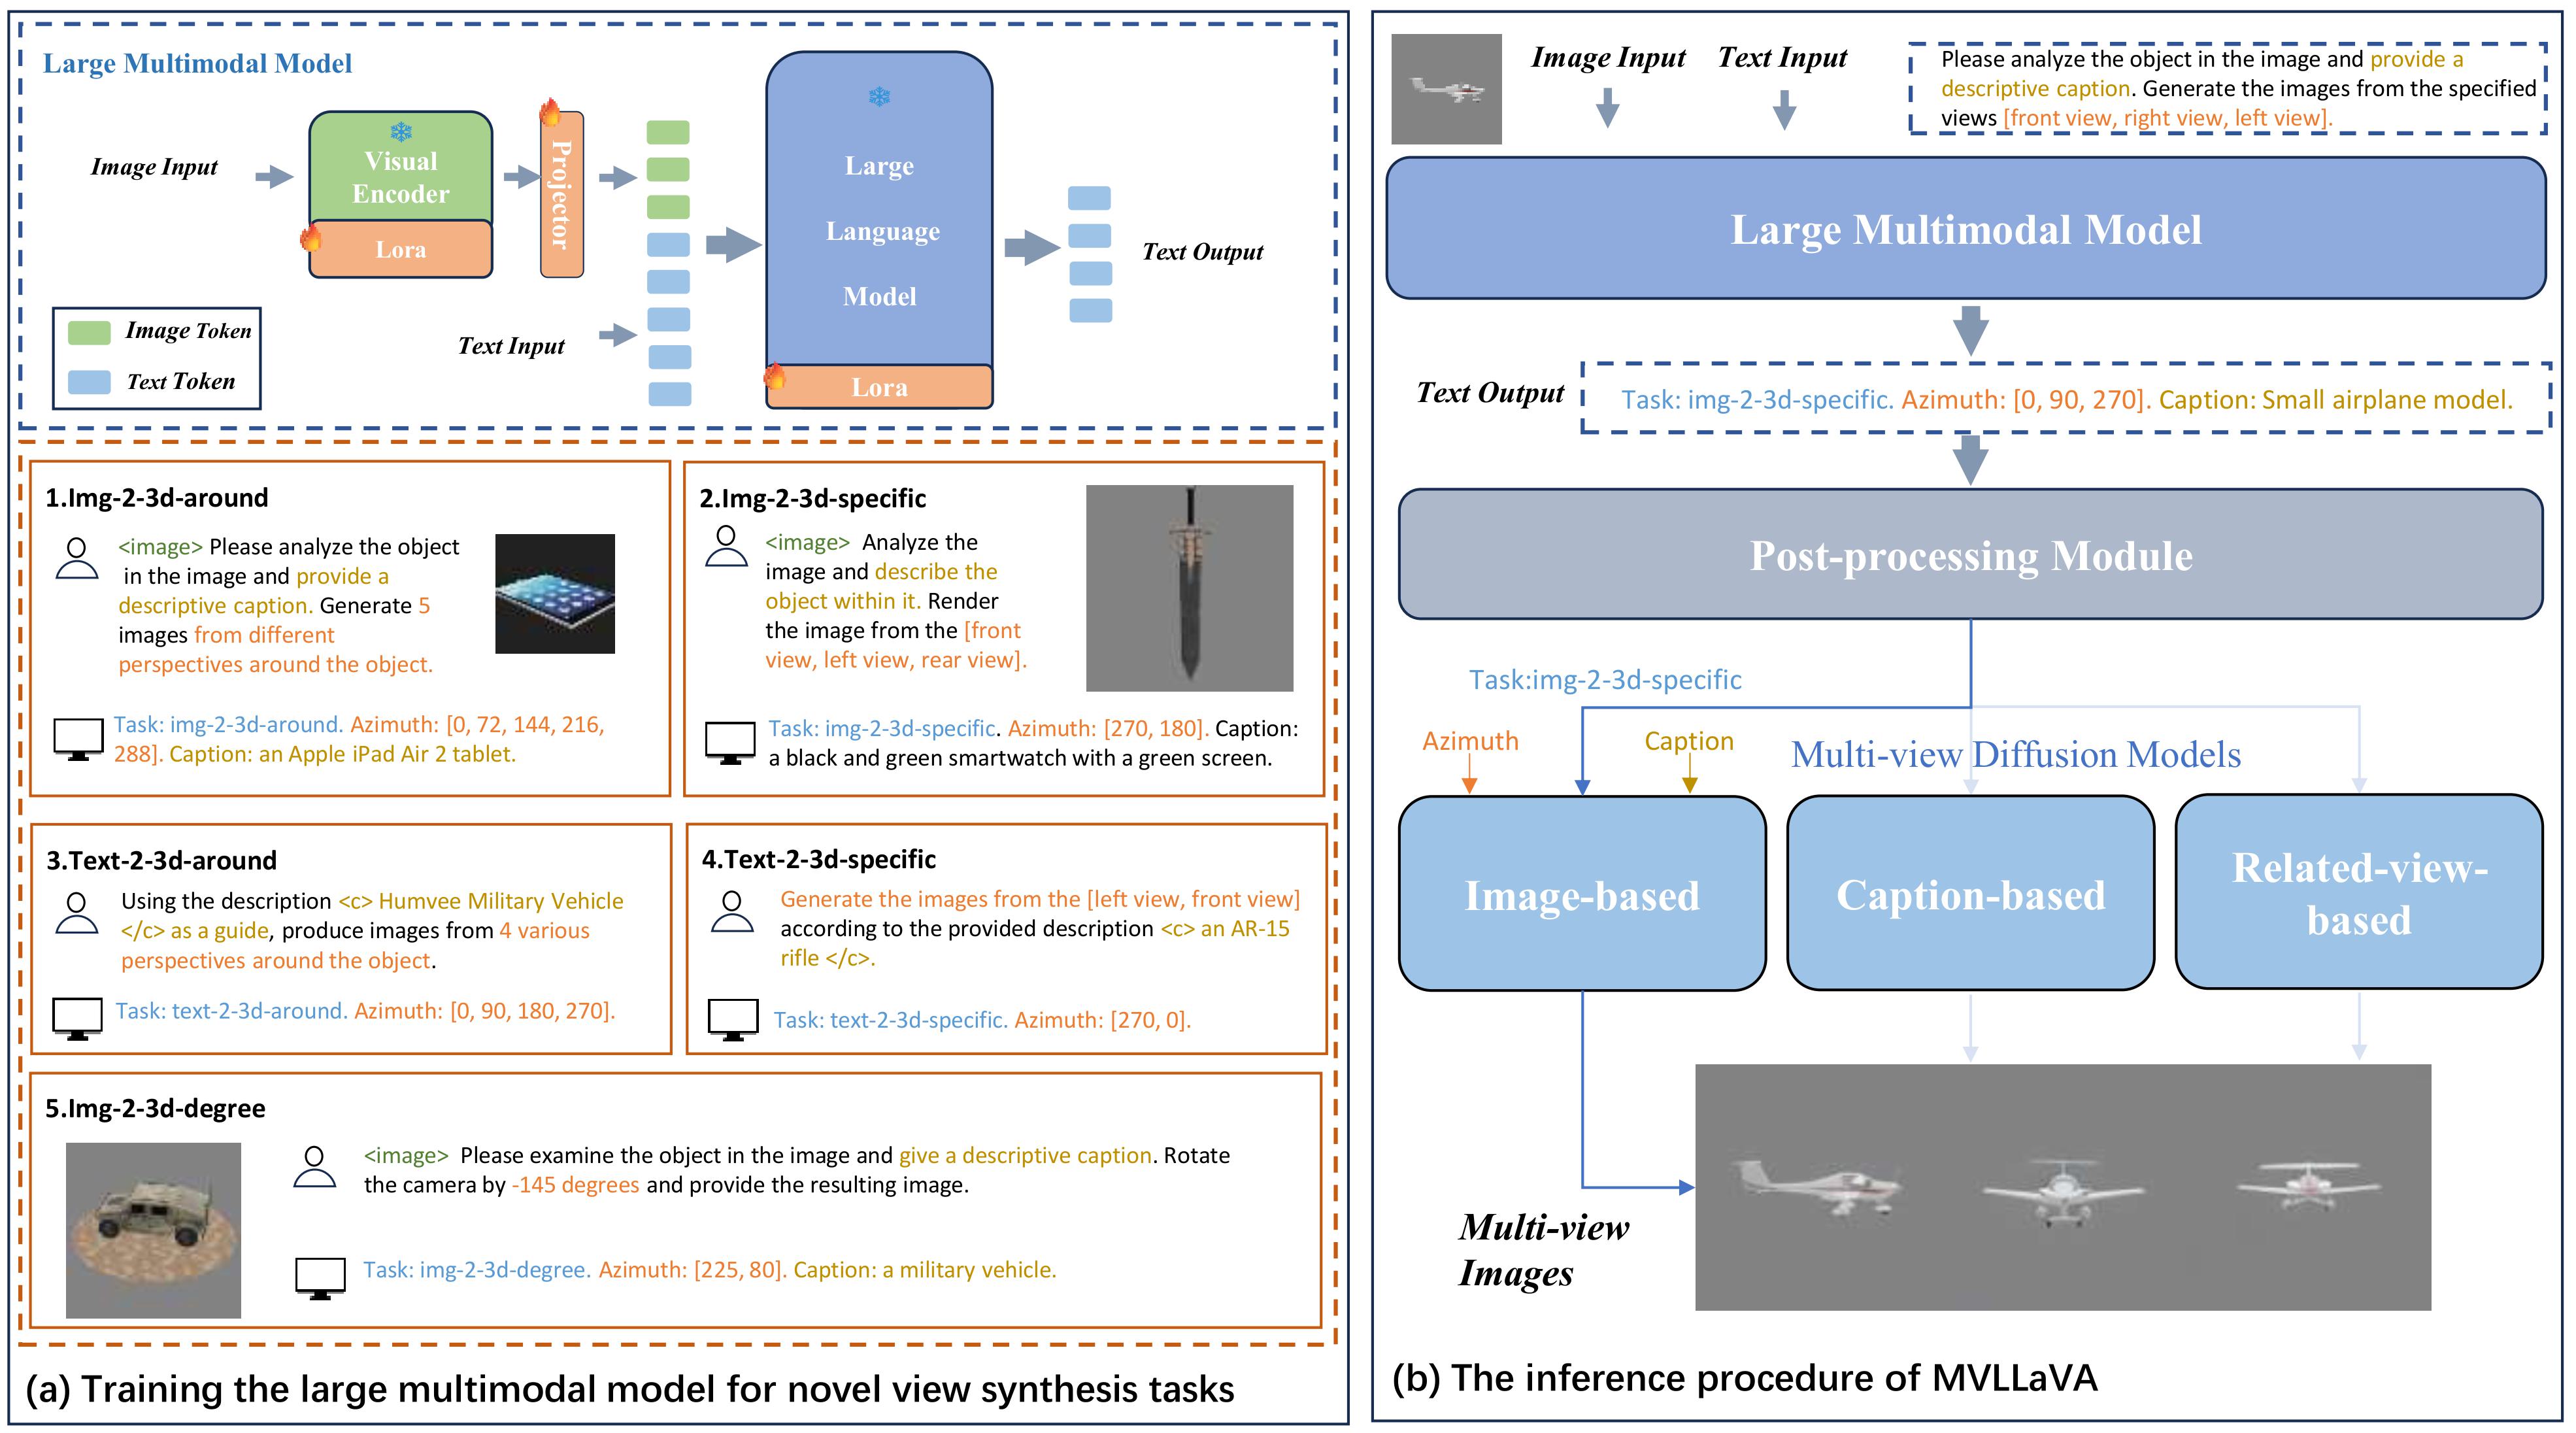 Large Multimodal Model
Image Input
Visual
Encoder
Lora
Projector
Large
Language
Model
Lora
Text Output
Text Input
Image Token
Text Token
1.Img-2-3d-around
<image> Please analyze the object
in the image and provide a
descriptive caption. Generate 5
images from different
perspectives around the object.
Task: img-2-3d-around. Azimuth: [0, 72, 144, 216,
288]. Caption: an Apple iPad Air 2 tablet.
2.Img-2-3d-specific
<image> Analyze the
image and describe the
object within it. Render
the image from the [front
view, left view, rear view].
Task: img-2-3d-specific. Azimuth: [270, 180]. Caption:
a black and green smartwatch with a green screen.
3.Text-2-3d-around
Using the description <c> Humvee Military Vehicle
</c> as a guide, produce images from 4 various
perspectives around the object.
Task: text-2-3d-around. Azimuth: [0, 90, 180, 270].
4.Text-2-3d-specific
Generate the images from the [left view, front view]
according to the provided description <c> an AR-15
rifle </c>.
Task: text-2-3d-specific. Azimuth: [270, 0].
5.Img-2-3d-degree
<image> Please examine the object in the image and give a descriptive caption. Rotate
the camera by -145 degrees and provide the resulting image.
Task: img-2-3d-degree. Azimuth: [225, 80]. Caption: a military vehicle.
(a) Training the large multimodal model for novel view synthesis tasks
Image Input
Text Input
Please analyze the object in the image and provide a
descriptive caption. Generate the images from the specified
views [front view, right view, left view].
Large Multimodal Model
Text Output
Task: img-2-3d-specific. Azimuth: [0, 90, 270]. Caption: Small airplane model.
Post-processing Module
Task:img-2-3d-specific
Azimuth
Caption
Multi-view Diffusion Models
Image-based
Caption-based
Related-view-
based
Multi-view
Images
(b) The inference procedure of MVLLaVA